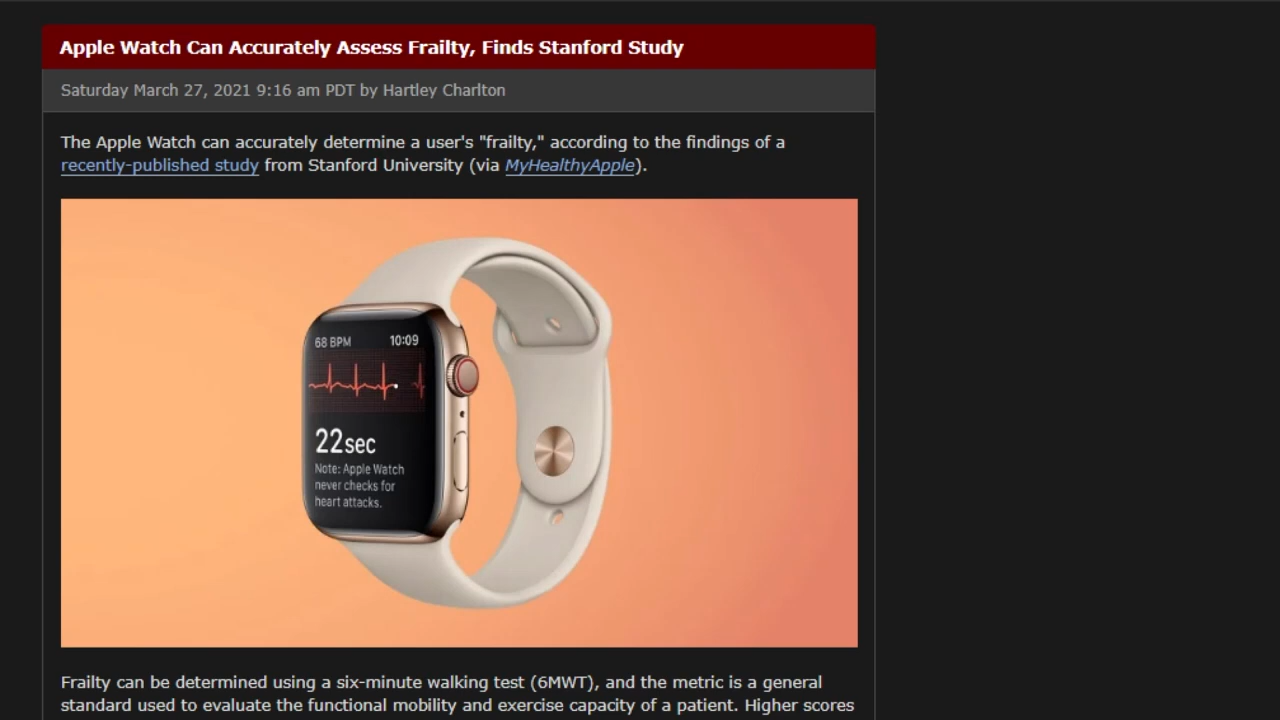 Apple Watch Can Accurately Assess Frailty, Finds Stanford Study
Saturday March 27, 2021 9:16 am PDT by Hartley Charlton
The Apple Watch can accurately determine a user's "frailty," according to the findings of a
recently-published study from Stanford University (via MyHealthyApple).
68 BPM 10:09
22sec
Note: Apple Watch
never checks for
heart attacks.
Frailty can be determined using a six-minute walking test (6MWT), and the metric is a general
standard used to evaluate the functional mobility and exercise capacity of a patient. Higher scores